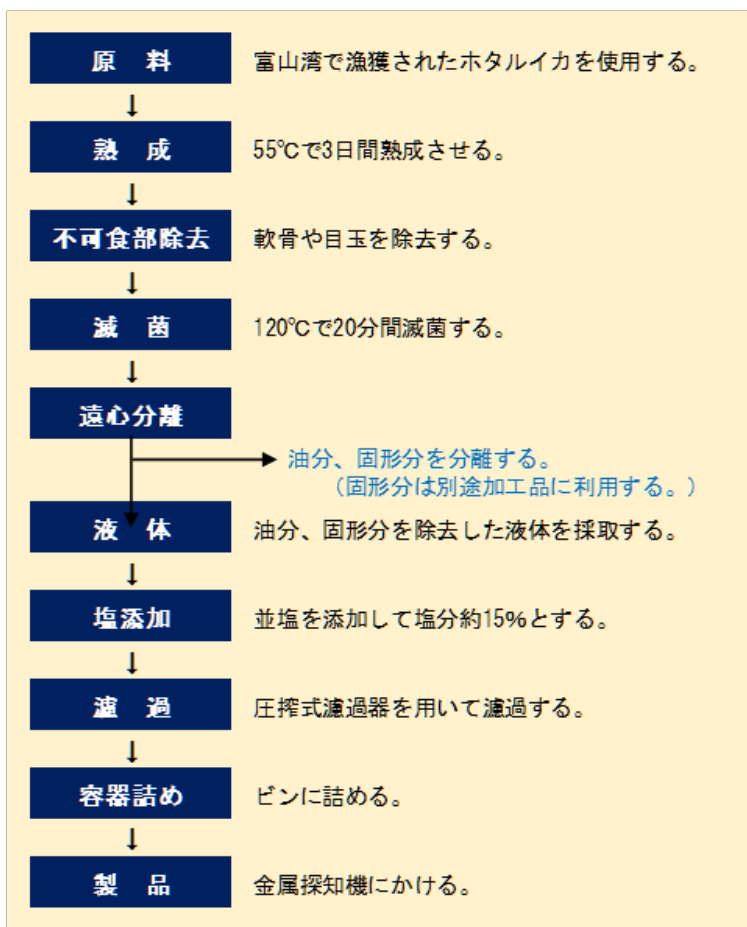 原　料　富山湾で漁獲されたホタルイカを使用する。
↓
熟　成　55℃で3日間熟成させる。
↓
不可食部除去　軟骨や目玉を除去する。
↓
滅　菌　120℃で20分間滅菌する。
↓
遠心分離
油分、固形分を分離する。
（固形分は別途加工品に利用する。）
液　体　油分、固形分を除去した液体を採取する。
↓
塩添加　並塩を添加して塩分約15%とする。
↓
濾　過　圧搾式濾過器を用いて濾過する。
↓
容器詰め　ビンに詰める。
↓
製　品　金属探知機にかける。